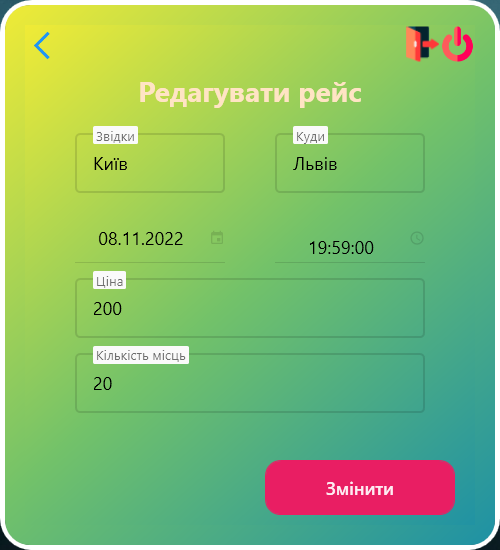 Редагувати рейс
Звідки
Куди
Київ
Львів
08.11.2022
19:59:00
Ціна
200
Кількість місць
20
Змінити